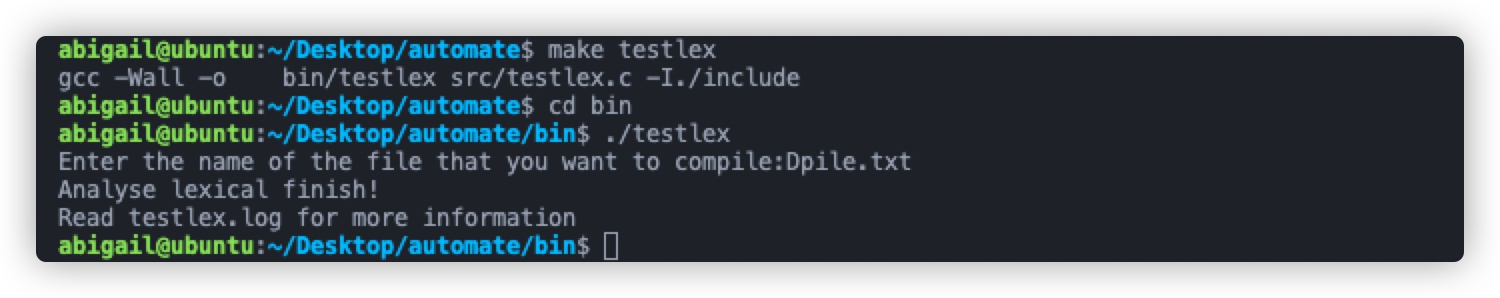 abigail@ubuntu:~/Desktop/automate$ make testlex
gcc -Wall -o    bin/testlex src/testlex.c -I./include
abigail@ubuntu:~/Desktop/automate$ cd bin
abigail@ubuntu:~/Desktop/automate/bin$ ./testlex
Enter the name of the file that you want to compile:Dpile.txt
Analyse lexical finish!
Read testlex.log for more information
abigail@ubuntu:~/Desktop/automate/bin$